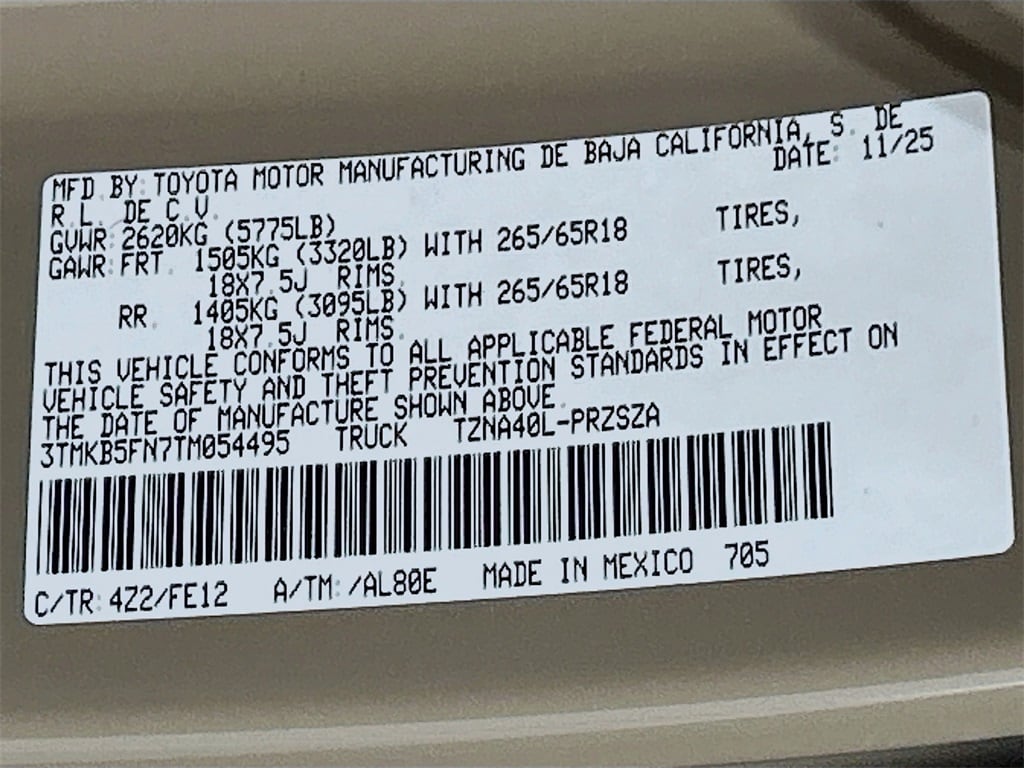 MFD. BY: TOYOTA MOTOR MANUFACTURING DE BAJA CALIFORNIA, S. DE
R.L. DE C.V. DATE: 11/25
GVWR: 2620KG (5775LB)
GAWR: FRT. 1505KG (3320LB) WITH 265/65R18 TIRES,
18X7.5J RIMS.
RR. 1405KG (3095LB) WITH 265/65R18 TIRES,
18X7.5J RIMS.
THIS VEHICLE CONFORMS TO ALL APPLICABLE FEDERAL MOTOR
VEHICLE SAFETY AND THEFT PREVENTION STANDARDS IN EFFECT ON
THE DATE OF MANUFACTURE SHOWN ABOVE.
3TMKB5FN7TM054495 TRUCK TZNA40L-PRZSZA
C/TR: 4Z2/FE12 A/TM: /AL80E MADE IN MEXICO 705